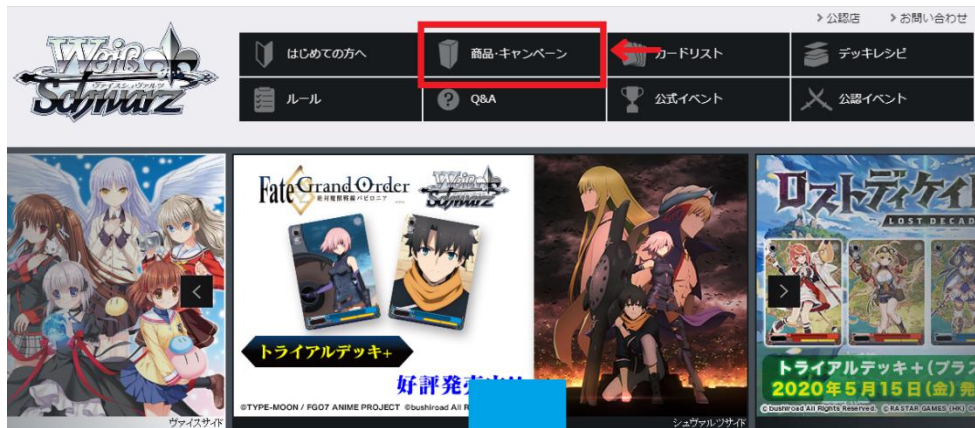 > 公認店
> お問い合わせ
Weiß
Schwarz
ヴァイスシュヴァルツ
はじめての方へ
商品・キャンペーン
カードリスト
デッキレシピ
ルール
? Q&A
公式イベント
公認イベント
Fate Grand Order
絶対魔獣戦線バビロニア
Weiß
Schwarz
トライアルデッキ+
好評発
©TYPE-MOON / FGO7 ANIME PROJECT ©bushiroad All R
ヴァイスサイド
シュヴァルツサイド
ロストディケイ
LOST DECAD
トライアルデッキ+(プラス
2020年5月15日(金)発
©bushiroad All Rights Reserved. © RASTAR GAMES (HK) C